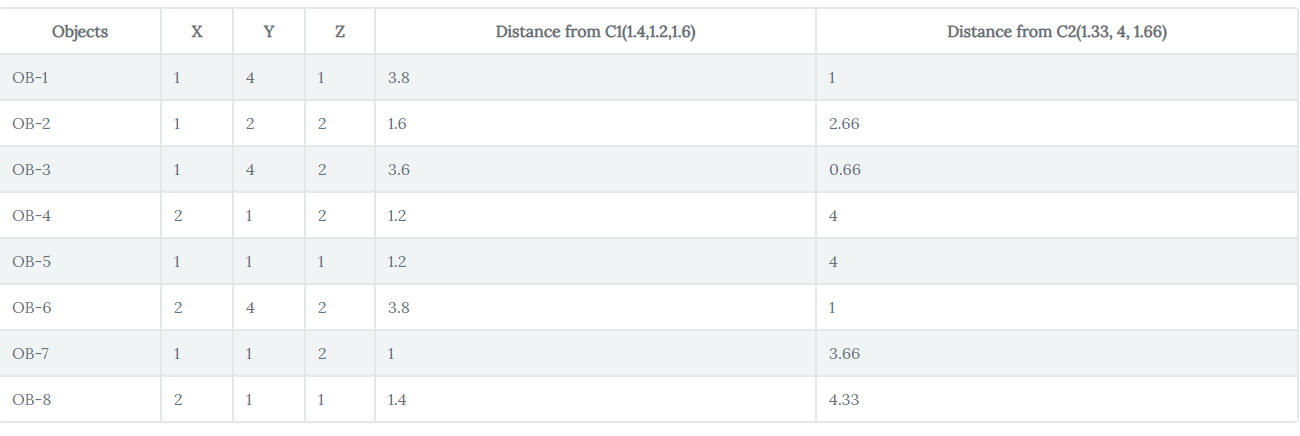 Objects X Y Z Distance from C1(1.4,1.2,1.6) Distance from C2(1.33, 4, 1.66)
OB-1 1 4 1 3.8 1
OB-2 1 2 2 1.6 2.66
OB-3 1 4 2 3.6 0.66
OB-4 2 1 2 1.2 4
OB-5 1 1 1 1.2 4
OB-6 2 4 2 3.8 1
OB-7 1 1 2 1 3.66
OB-8 2 1 1 1.4 4.33